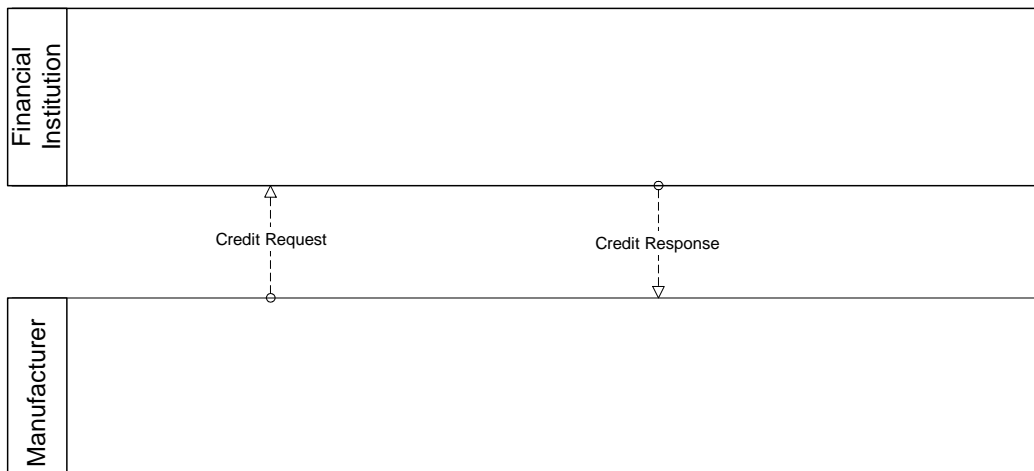 Financial
Institution
Credit Request
Credit Response
Manufacturer